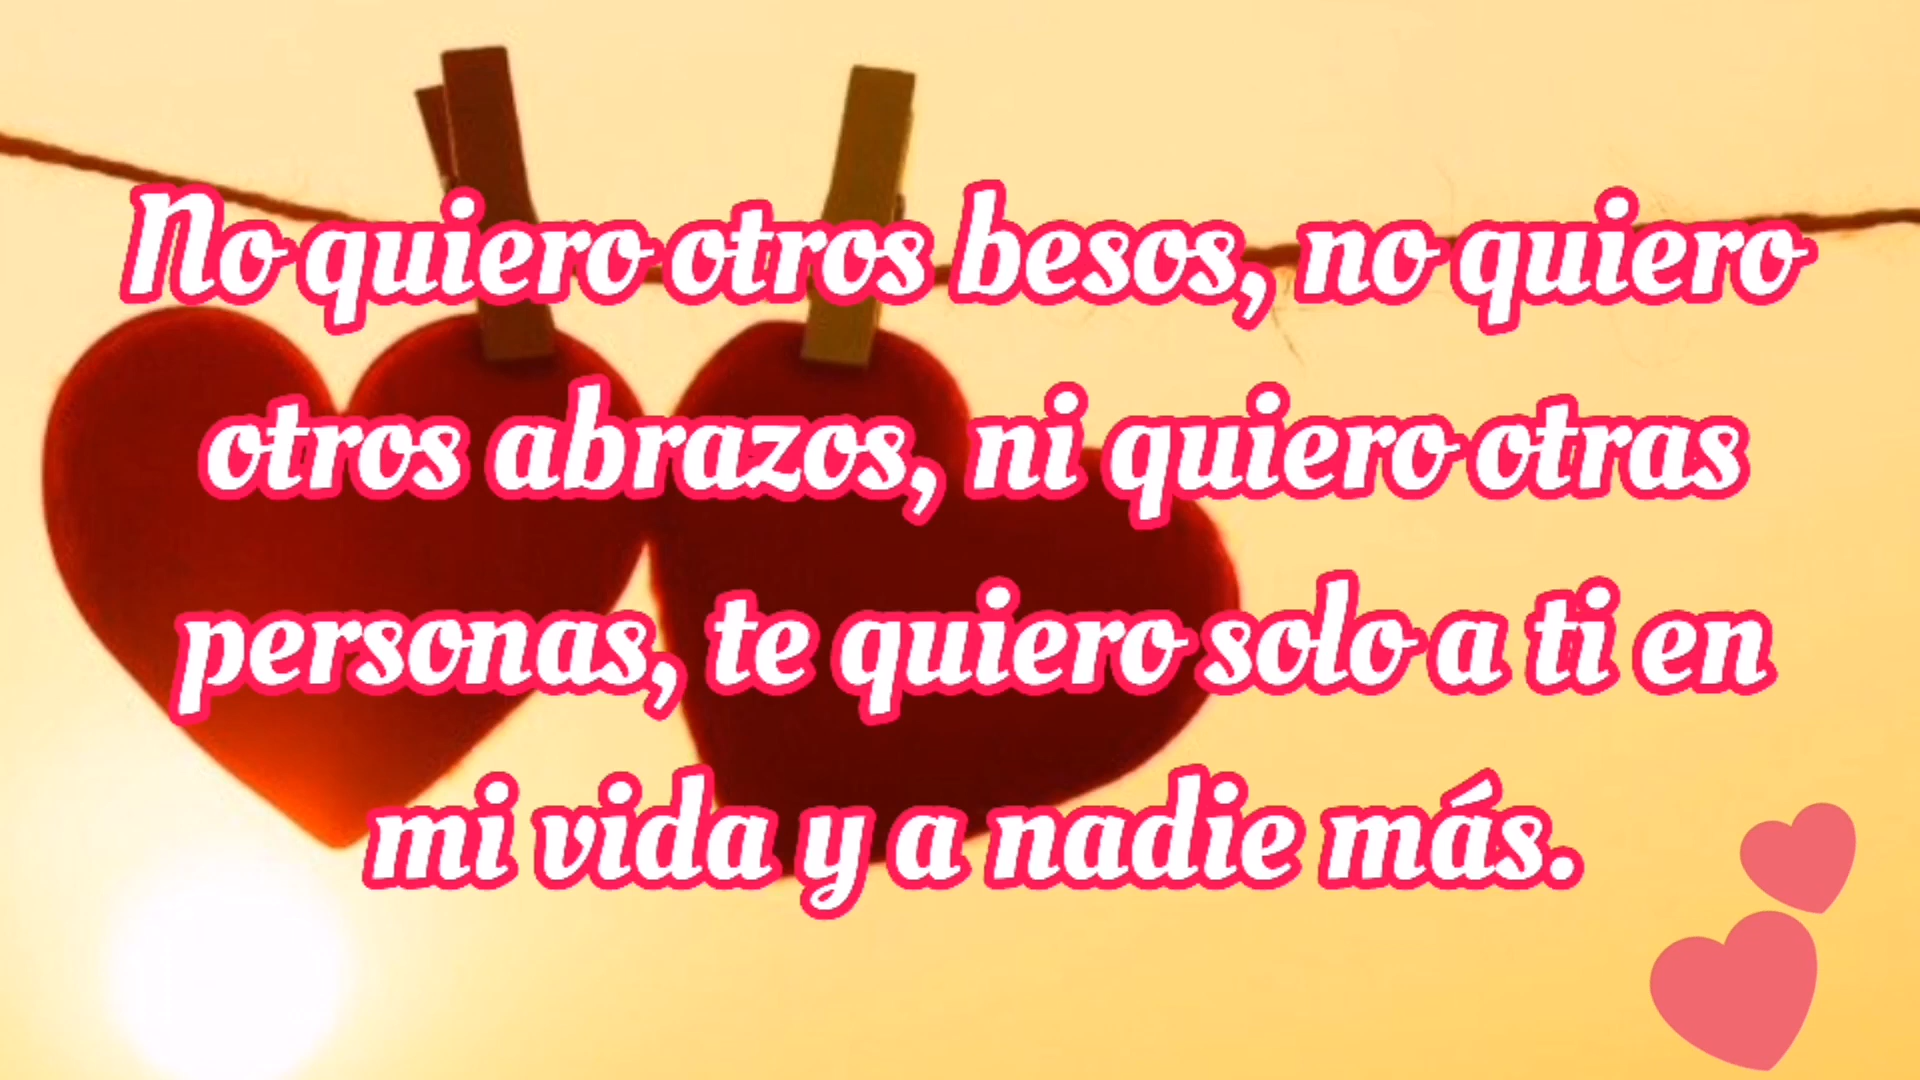 No quiero otros besos, no quiero
otros abrazos, ni quiero otras
personas, te quiero solo a ti en
mi vida y a nadie más.